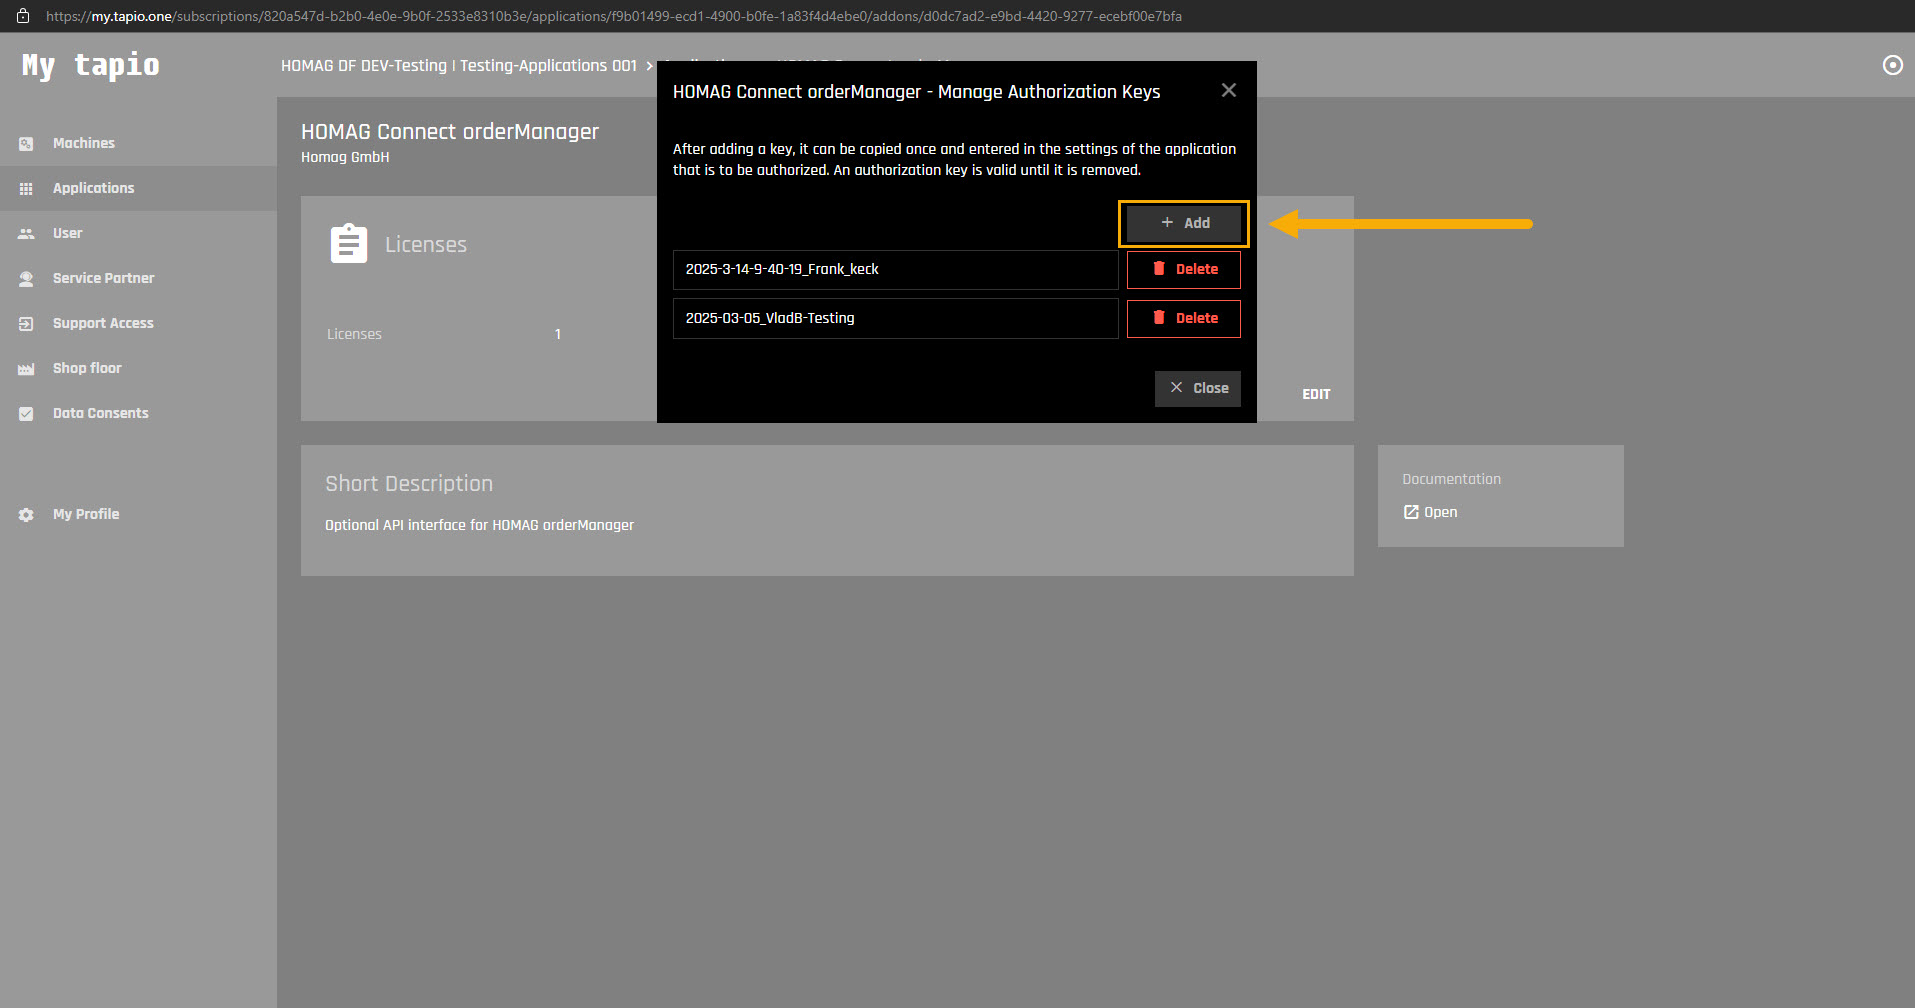 https://my.tapio.one/subscriptions/820a547d-b2b0-4e0e-9b0f-2533e8310b3e/applications/f9b01499-ecd1-4900-b0fe-1a83f4d4ebe0/addons/d0dc7ad2-e9bd-4420-9277-ecebf00e7bfa
My tapio
HOMAG DF DEV-Testing | Testing-Applications 001 >
Machines
Applications
User
Service Partner
Support Access
Shop floor
Data Consents
My Profile
HOMAG Connect orderManager
Homag GmbH
Licenses
Licenses 1
EDIT
HOMAG Connect orderManager - Manage Authorization Keys
After adding a key, it can be copied once and entered in the settings of the application
that is to be authorized. An authorization key is valid until it is removed.
Add
2025-3-14-9-40-19_Frank_keck Delete
2025-03-05_VladB-Testing Delete
Close
Short Description
Optional API interface for HOMAG orderManager
Documentation
Open